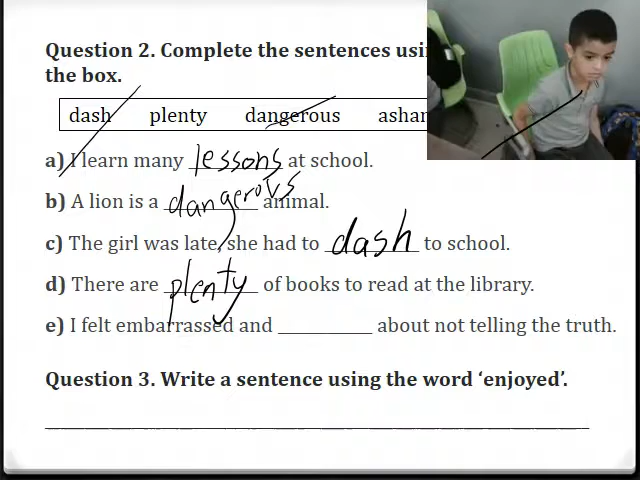 Question 2. Complete the sentences usi
the box.
dash plenty dangerous asham
a) I learn many lessons at school.
b) A lion is a dangerous animal.
c) The girl was late, she had to dash to school.
d) There are plenty of books to read at the library.
e) I felt embarrassed and _________ about not telling the truth.
Question 3. Write a sentence using the word ‘enjoyed’.